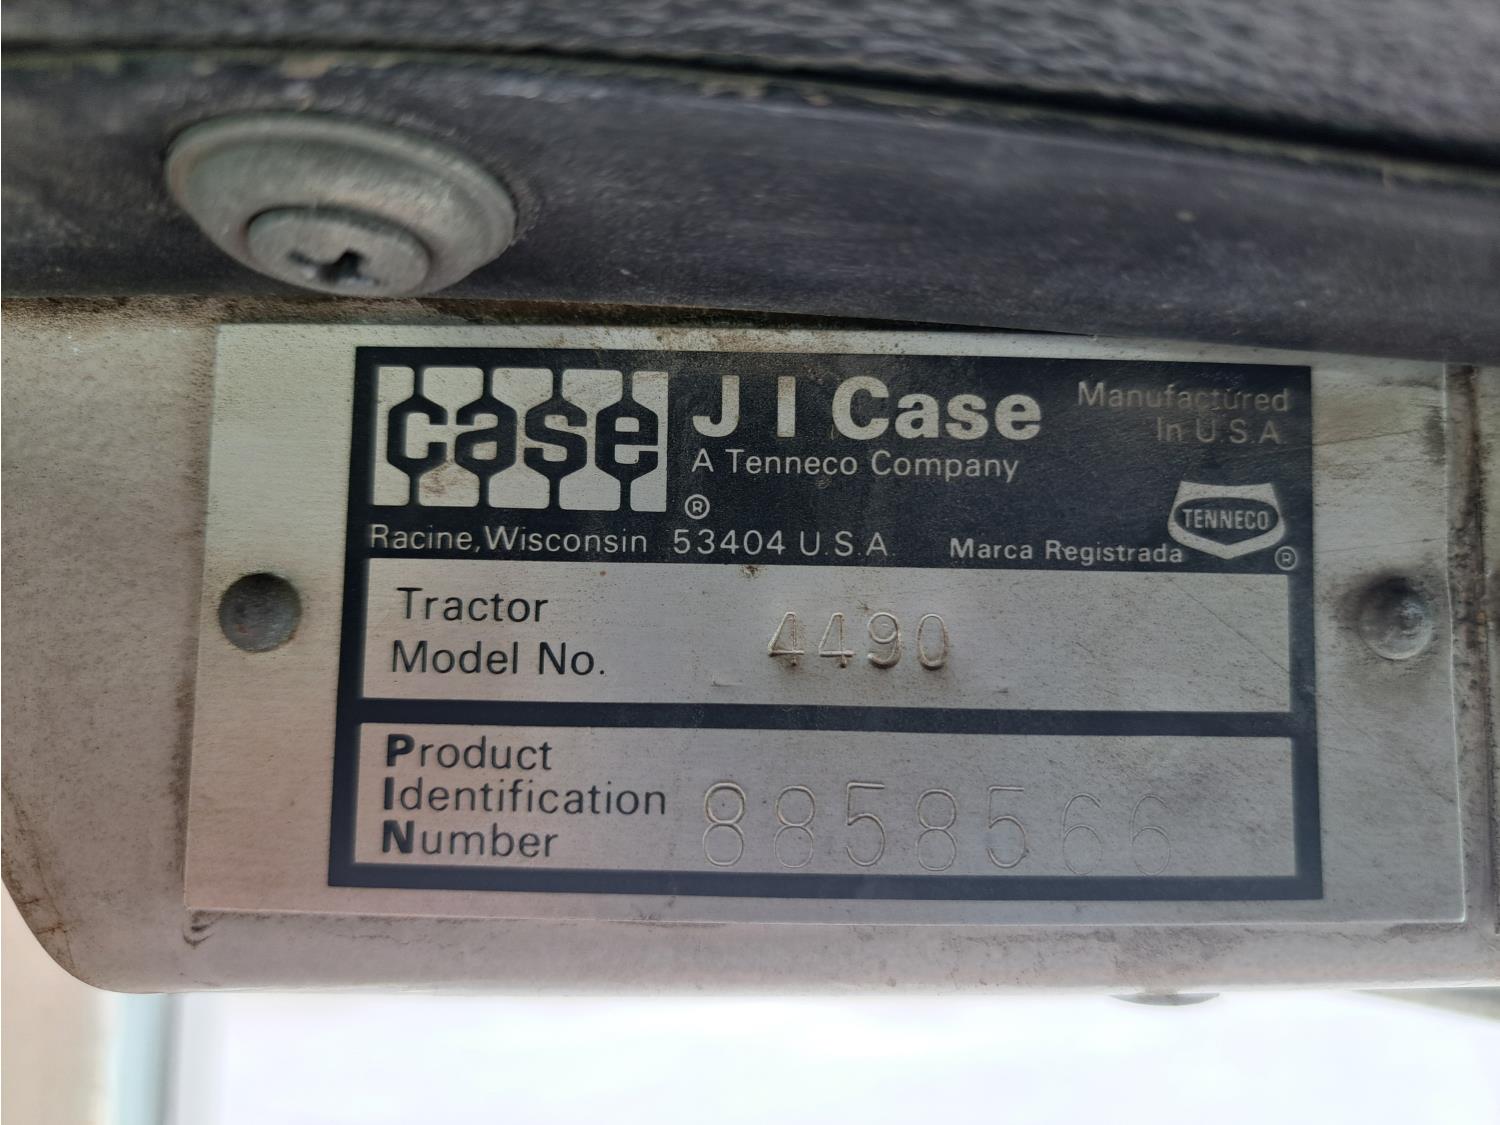 case ®
J I Case
A Tenneco Company
Manufactured
In U.S.A.
Racine, Wisconsin 53404 U.S.A.
Marca Registrada
TENNECO ®
Tractor
Model No. 4490
Product
Identification
Number 8858566